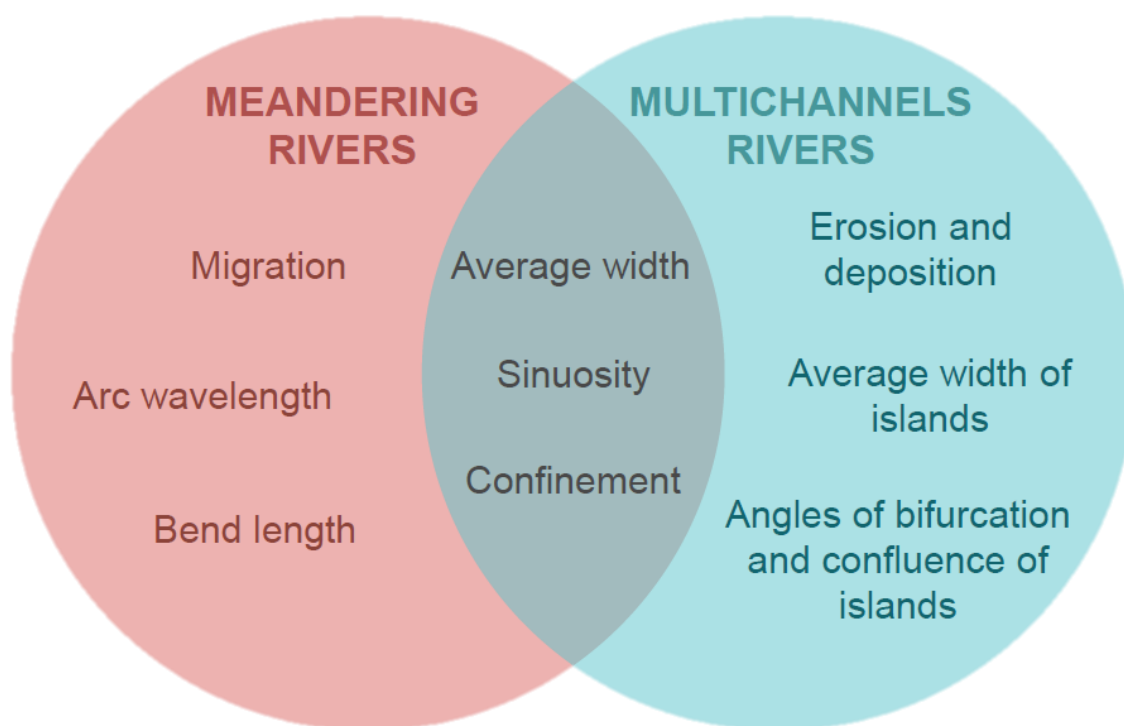 MEANDERING
RIVERS
Migration
Arc wavelength
Bend length
Average width
Sinuosity
Confinement
MULTICHANNELS
RIVERS
Erosion and
deposition
Average width of
islands
Angles of bifurcation
and confluence of
islands